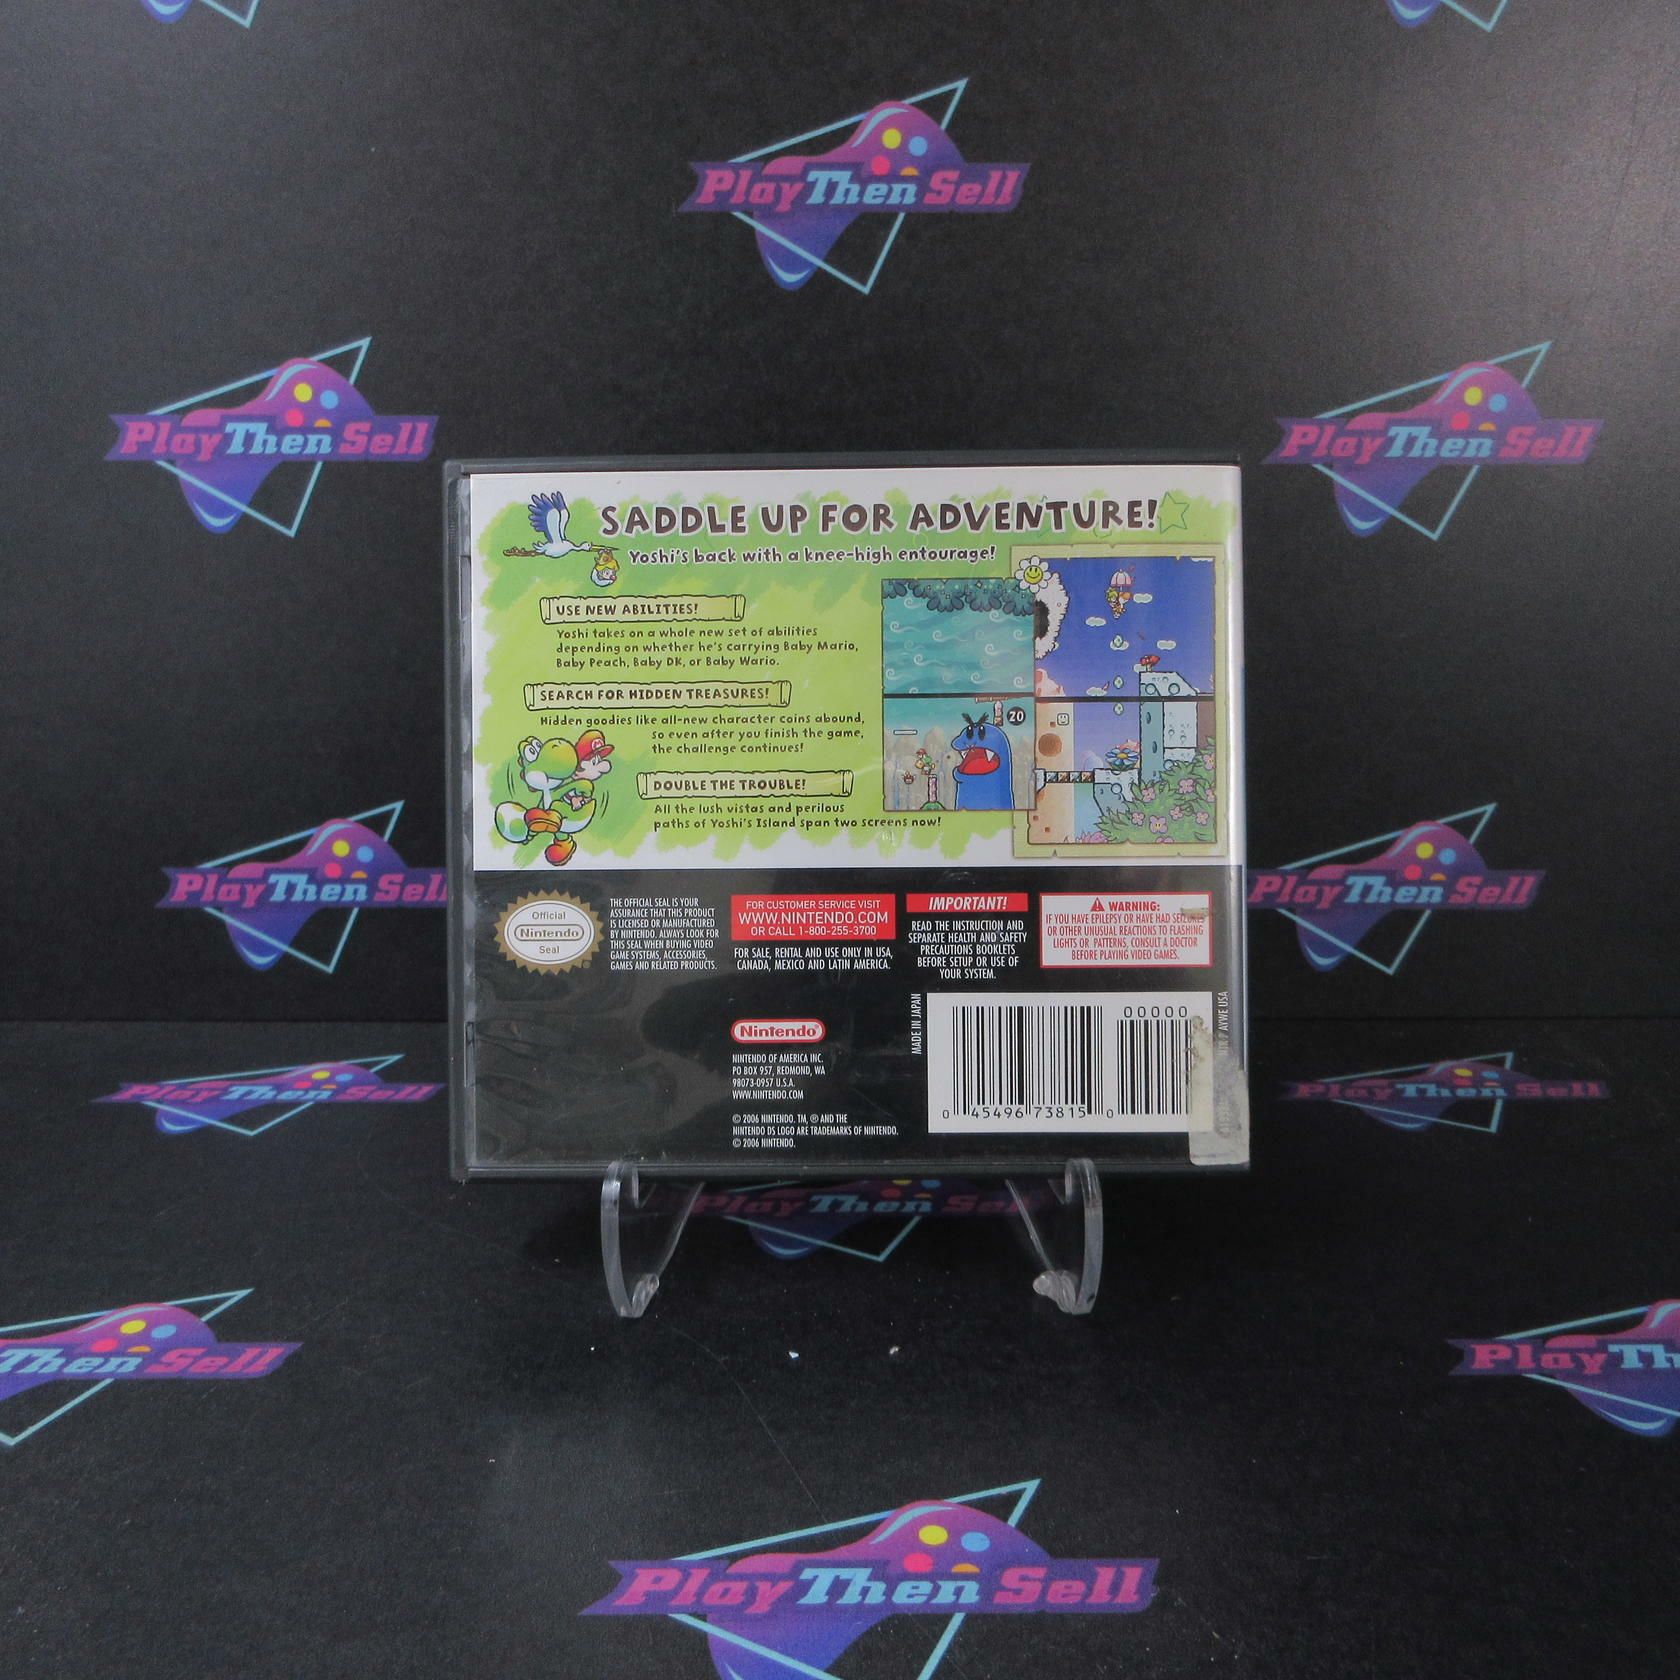 Play Then Sell
Play Then Sell
Play Then Sell
SADDLE UP FOR ADVENTURE!
Yoshi's back with a knee-high entourage!
USE NEW ABILITIES!
Yoshi takes on a whole new set of abilities
depending on whether he's carrying Baby Mario,
Baby Peach, Baby DK, or Baby Wario.
SEARCH FOR HIDDEN TREASURES!
Hidden goodies like all-new character coins abound,
so even after you finish the game,
the challenge continues!
DOUBLE THE TROUBLE!
All the lush vistas and perilous
paths of Yoshi's Island span two screens now!
20
Play Then Sell
Play Then Sell
Official
Nintendo
Seal
THE OFFICIAL SEAL IS YOUR
ASSURANCE THAT THIS PRODUCT
IS LICENSED OR MANUFACTURED
BY NINTENDO. ALWAYS LOOK FOR
THIS SEAL WHEN BUYING VIDEO
GAME SYSTEMS, ACCESSORIES,
GAMES AND RELATED PRODUCTS.
FOR CUSTOMER SERVICE VISIT
WWW.NINTENDO.COM
OR CALL 1-800-255-3700
FOR SALE, RENTAL AND USE ONLY IN USA,
CANADA, MEXICO AND LATIN AMERICA.
IMPORTANT!
READ THE INSTRUCTION AND
SEPARATE HEALTH AND SAFETY
PRECAUTIONS BOOKLETS
BEFORE SETUP OR USE OF
YOUR SYSTEM.
WARNING:
IF YOU HAVE EPILEPSY OR HAVE HAD SEIZURES
OR OTHER UNUSUAL REACTIONS TO FLASHING
LIGHTS OR PATTERNS, CONSULT A DOCTOR
BEFORE PLAYING VIDEO GAMES.
Nintendo®
NINTENDO OF AMERICA INC.
PO BOX 957, REDMOND, WA
98073-0957 U.S.A.
WWW.NINTENDO.COM
© 2006 NINTENDO. TM, ® AND THE
NINTENDO DS LOGO ARE TRADEMARKS OF NINTENDO.
© 2006 NINTENDO.
MADE IN JAPAN
00000
0 45496 73815 0
AYWE USA
Play Then Sell
Play Then Sell
Play Then Sell
Then Sell
Play Th
Play Then Sell